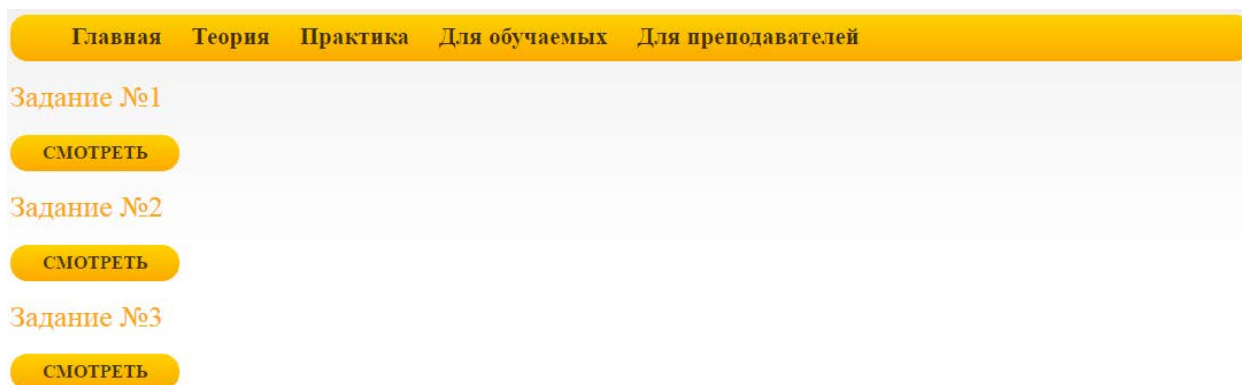 Главная Теория Практика Для обучаемых Для преподавателей
Задание №1
СМОТРЕТЬ
Задание №2
СМОТРЕТЬ
Задание №3
СМОТРЕТЬ